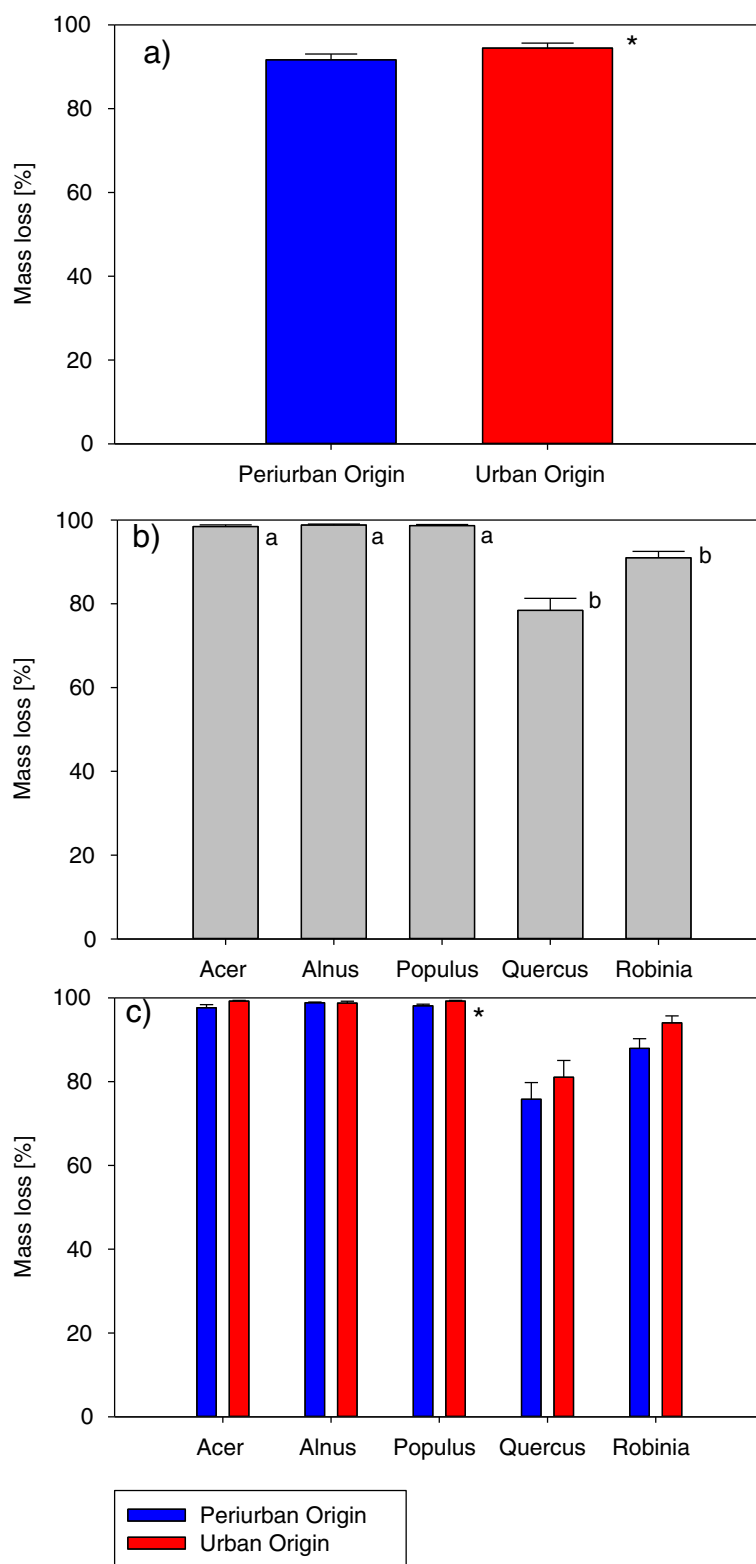 a)
100
80
60
40
20
0
Mass loss [%]
*
Periurban Origin Urban Origin
b)
100
80
60
40
20
0
Mass loss [%]
a a a b b
Acer Alnus Populus Quercus Robinia
c)
100
80
60
40
20
0
Mass loss [%]
*
Acer Alnus Populus Quercus Robinia
Periurban Origin
Urban Origin